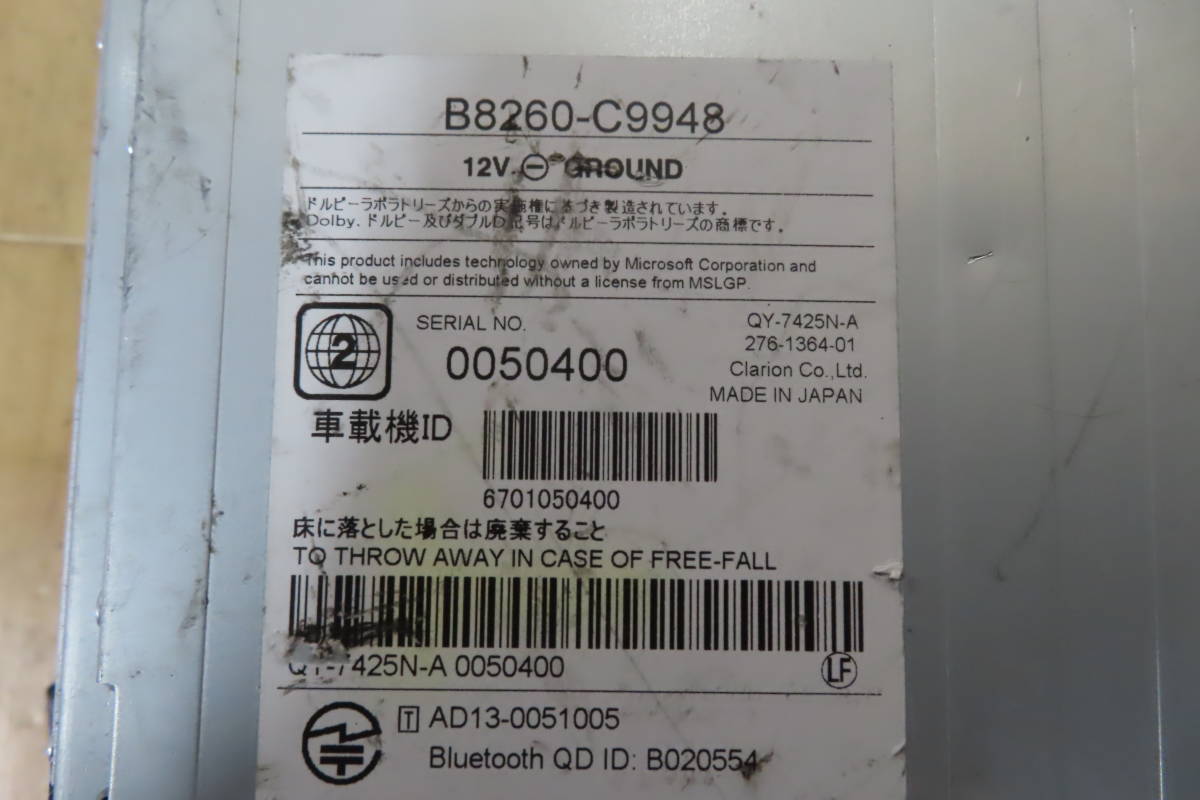 B8260-C9948
12V ⊖ GROUND
ドルビーラボラトリーズからの実施権に基づき製造されています。
Dolby、ドルビー及びダブルD記号はドルビーラボラトリーズの商標です。
This product includes technology owned by Microsoft Corporation and
cannot be used or distributed without a license from MSLGP.
2
SERIAL NO.
0050400
QY-7425N-A
276-1364-01
Clarion Co.,Ltd.
MADE IN JAPAN
車載機ID
6701050400
床に落とした場合は廃棄すること
TO THROW AWAY IN CASE OF FREE-FALL
QY-7425N-A 0050400
LF
T AD13-0051005
Bluetooth QD ID: B020554